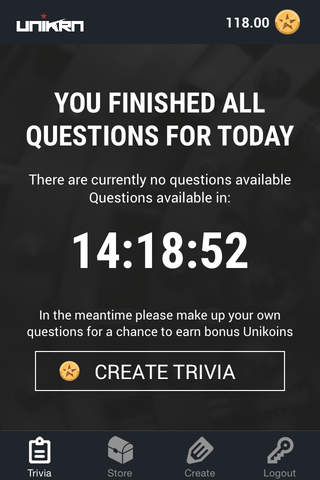 UNIKRN
118.00
YOU FINISHED ALL
QUESTIONS FOR TODAY
There are currently no questions available
Questions available in:
14:18:52
In the meantime please make up your own
questions for a chance to earn bonus Unikoins
CREATE TRIVIA
Trivia
Store
Create
Logout